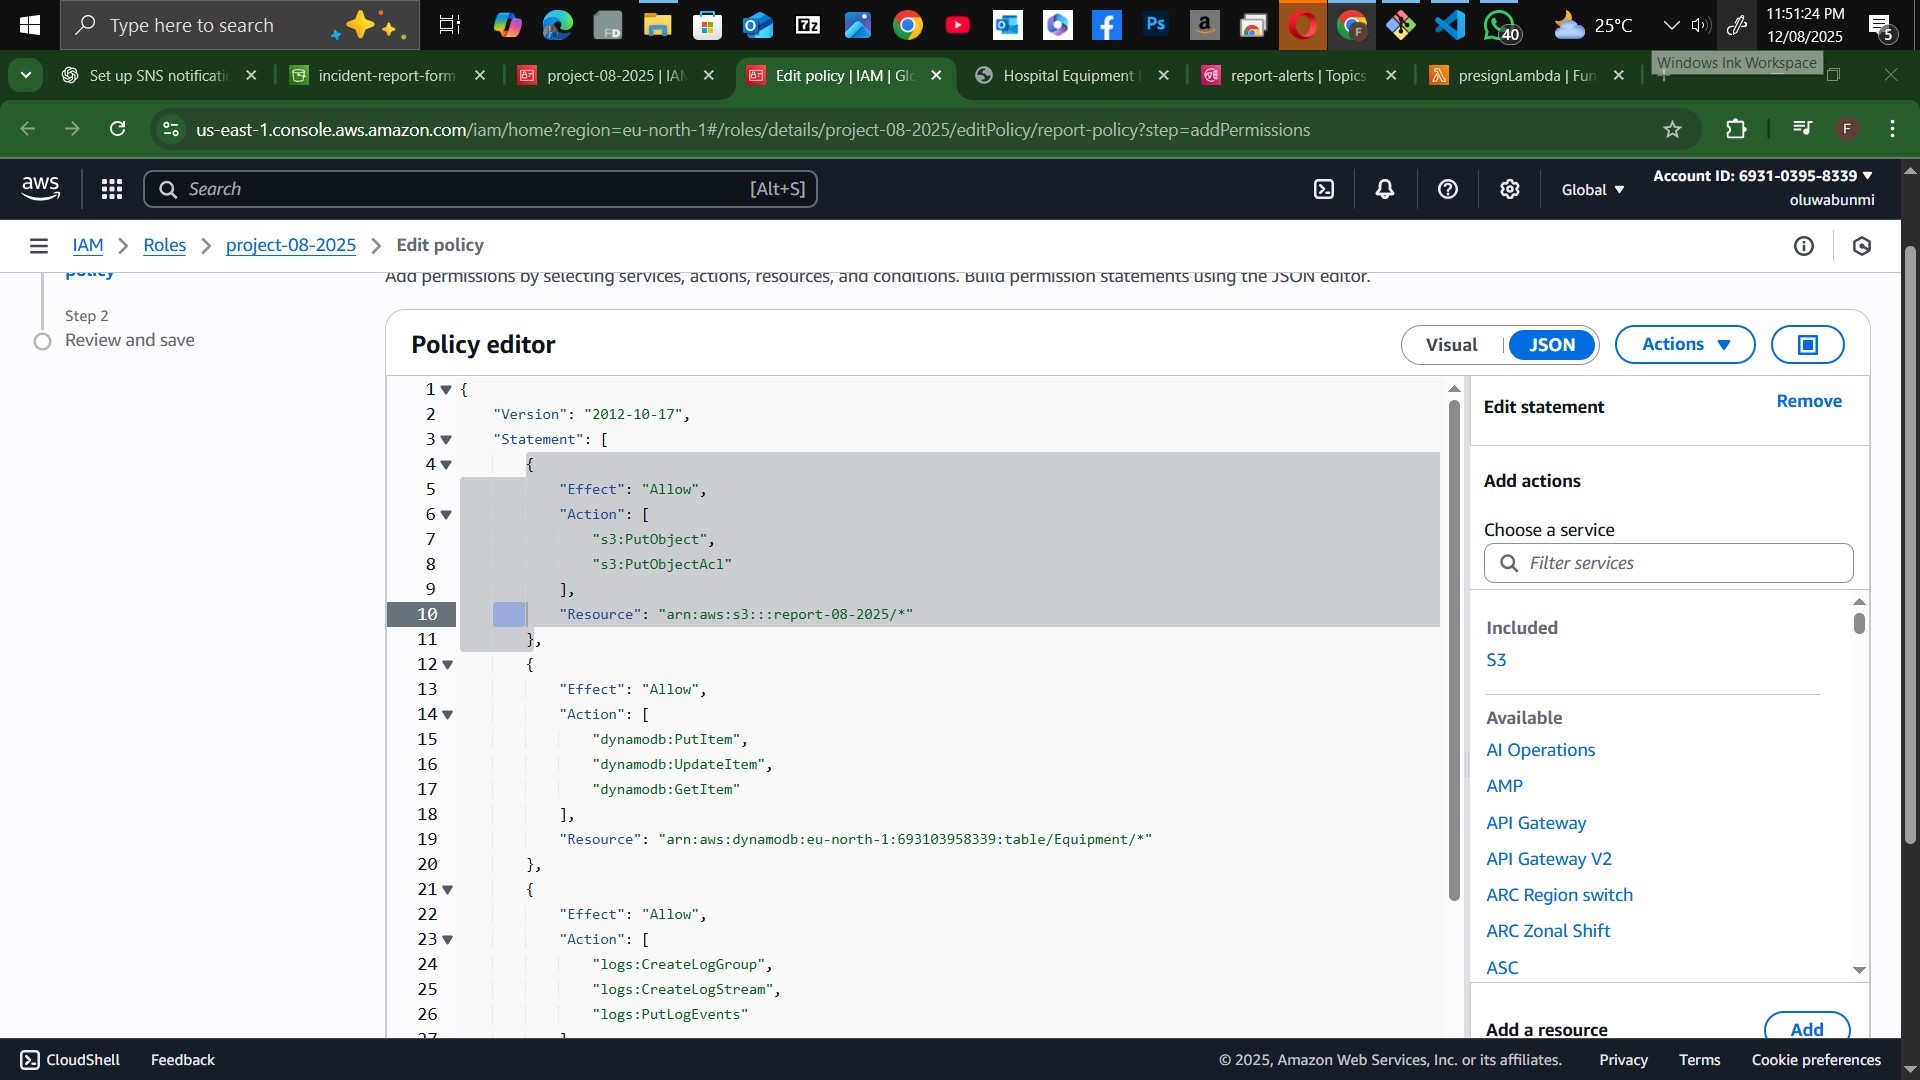 Type here to search
FD
7z
Ps
a
F
40
25°C
11:51:24 PM
12/08/2025
5
Windows Ink Workspace
Set up SNS notificati
incident-report-form
project-08-2025 | IAM
Edit policy | IAM | Glo
Hospital Equipment
report-alerts | Topics
presignLambda | Fun
us-east-1.console.aws.amazon.com/iam/home?region=eu-north-1#/roles/details/project-08-2025/editPolicy/report-policy?step=addPermissions
F
aws
Search
[Alt+S]
Global
Account ID: 6931-0395-8339
oluwabunmi
IAM
Roles
project-08-2025
Edit policy
policy
Add permissions by selecting services, actions, resources, and conditions. Build permission statements using the JSON editor.
Step 2
Review and save
Policy editor
Visual
JSON
Actions
1 {
2 "Version": "2012-10-17",
3 "Statement": [
4 {
5 "Effect": "Allow",
6 "Action": [
7 "s3:PutObject",
8 "s3:PutObjectAcl"
9 ],
10 "Resource": "arn:aws:s3:::report-08-2025/*"
11 },
12 {
13 "Effect": "Allow",
14 "Action": [
15 "dynamodb:PutItem",
16 "dynamodb:UpdateItem",
17 "dynamodb:GetItem"
18 ],
19 "Resource": "arn:aws:dynamodb:eu-north-1:693103958339:table/Equipment/*"
20 },
21 {
22 "Effect": "Allow",
23 "Action": [
24 "logs:CreateLogGroup",
25 "logs:CreateLogStream",
26 "logs:PutLogEvents"
27 ]
Edit statement
Remove
Add actions
Choose a service
Filter services
Included
S3
Available
AI Operations
AMP
API Gateway
API Gateway V2
ARC Region switch
ARC Zonal Shift
ASC
Add a resource
Add
CloudShell
Feedback
© 2025, Amazon Web Services, Inc. or its affiliates.
Privacy
Terms
Cookie preferences